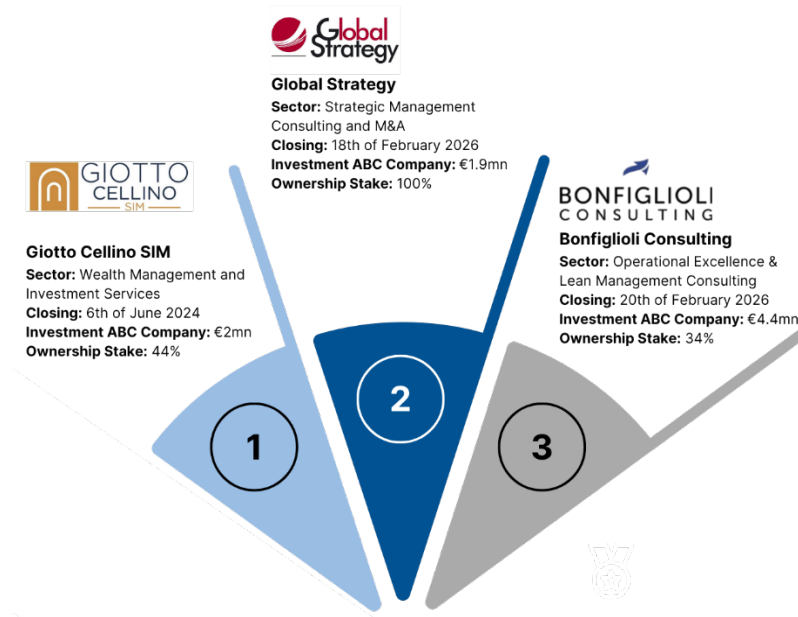 Global
Strategy
Global Strategy
Sector: Strategic Management
Consulting and M&A
Closing: 18th of February 2026
Investment ABC Company: €1.9mn
Ownership Stake: 100%
GIOTTO
CELLINO
SIM
Giotto Cellino SIM
Sector: Wealth Management and
Investment Services
Closing: 6th of June 2024
Investment ABC Company: €2mn
Ownership Stake: 44%
BONFIGLIOLI
CONSULTING
Bonfiglioli Consulting
Sector: Operational Excellence &
Lean Management Consulting
Closing: 20th of February 2026
Investment ABC Company: €4.4mn
Ownership Stake: 34%
1
2
3